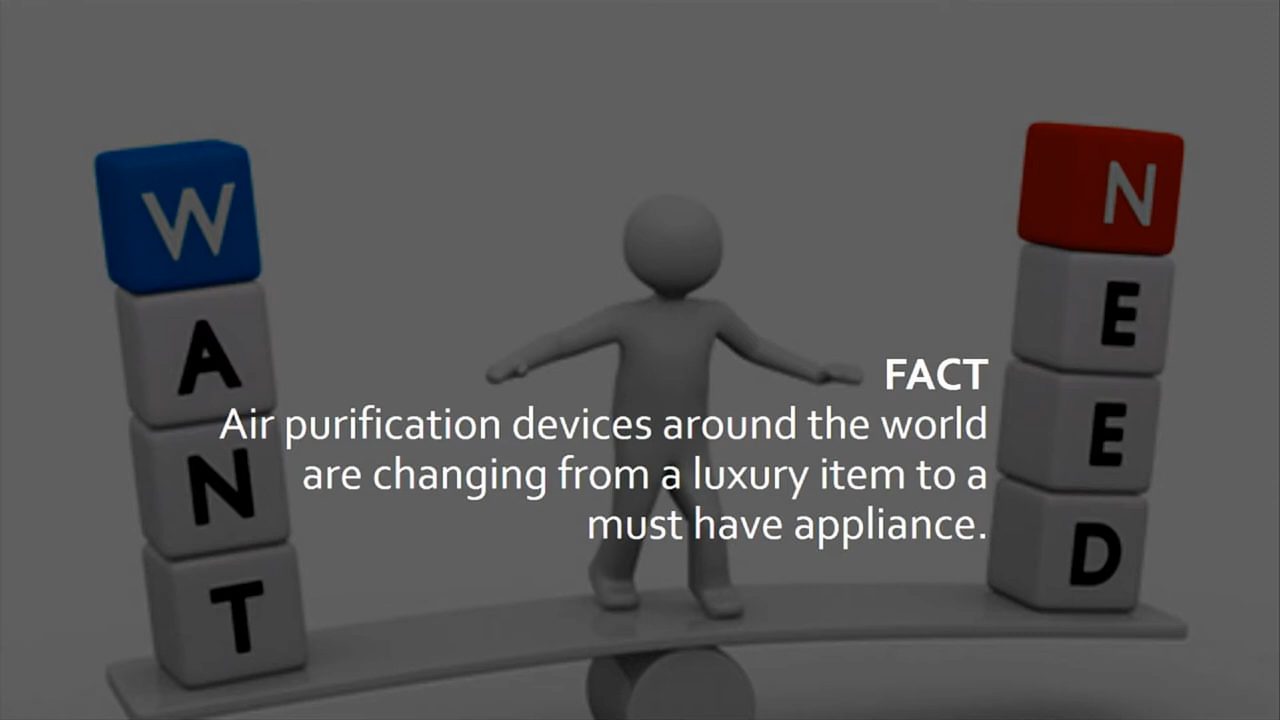 W
A
N
T
N
E
E
D
FACT
Air purification devices around the world
are changing from a luxury item to a
must have appliance.